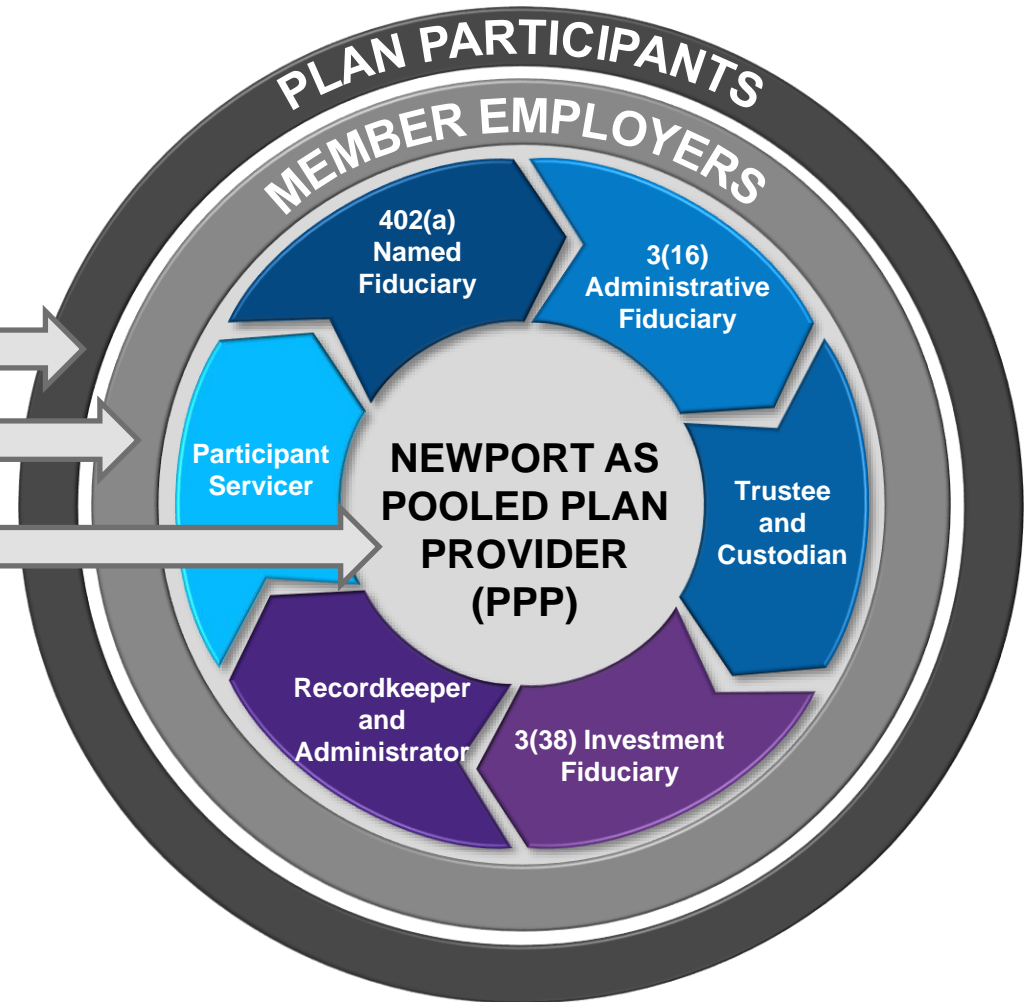 PLAN PARTICIPANTS
MEMBER EMPLOYERS
402(a)
Named
Fiduciary
3(16)
Administrative
Fiduciary
Participant
Servicer
NEWPORT AS
POOLED PLAN
PROVIDER
(PPP)
Trustee
and
Custodian
Recordkeeper
and
Administrator
3(38) Investment
Fiduciary